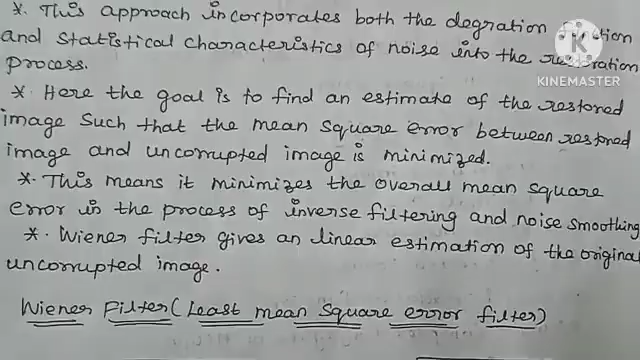 *. This approach incorporates both the degration function
and statistical characteristics of noise into the restoration
process.
KINEMASTER
*. Here the goal is to find an estimate of the restored
image such that the mean square error between restored
image and uncorrupted image is minimized.
*. This means it minimizes the overall mean square
error in the process of inverse filtering and noise smoothing
*. Wiener filter gives an linear estimation of the original
uncorrupted image.
Wiener Filter (Least mean square error filter)